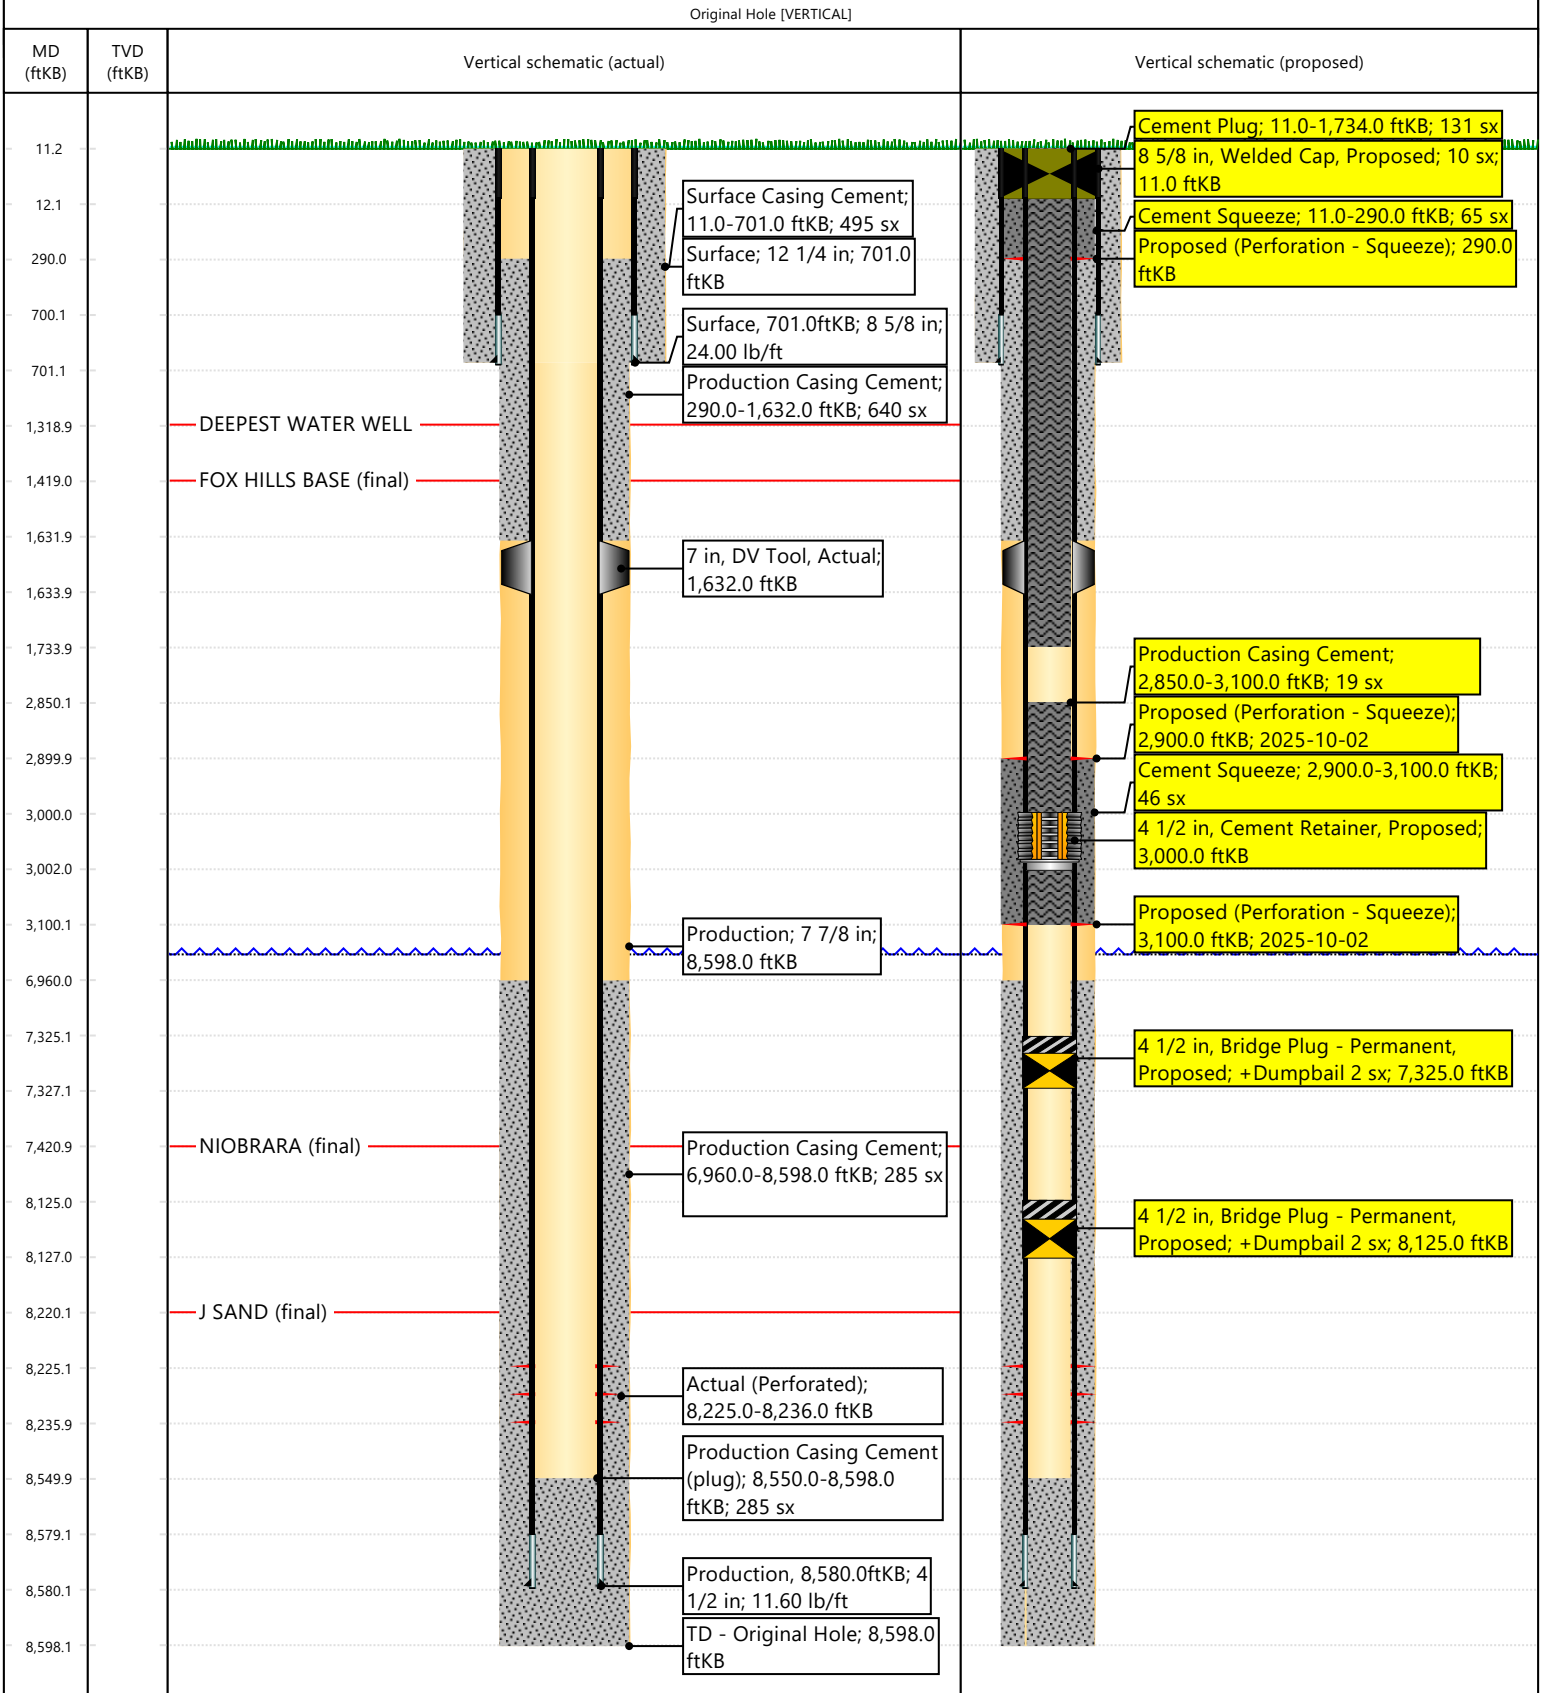 Original Hole [VERTICAL]
MD
(ftKB)
TVD
(ftKB)
Vertical schematic (actual)
Vertical schematic (proposed)
11.2
12.1
290.0
700.1
701.1
1,318.9
1,419.0
1,631.9
1,633.9
1,733.9
2,850.1
2,899.9
3,000.0
3,002.0
3,100.1
6,960.0
7,325.1
7,327.1
7,420.9
8,125.0
8,127.0
8,220.1
8,225.1
8,235.9
8,549.9
8,579.1
8,580.1
8,598.1
DEEPEST WATER WELL
FOX HILLS BASE (final)
NIOBRARA (final)
J SAND (final)
Surface Casing Cement;
11.0-701.0 ftKB; 495 sx
Surface; 12 1/4 in; 701.0
ftKB
Surface, 701.0ftKB; 8 5/8 in;
24.00 lb/ft
Production Casing Cement;
290.0-1,632.0 ftKB; 640 sx
7 in, DV Tool, Actual;
1,632.0 ftKB
Production; 7 7/8 in;
8,598.0 ftKB
Production Casing Cement;
6,960.0-8,598.0 ftKB; 285 sx
Actual (Perforated);
8,225.0-8,236.0 ftKB
Production Casing Cement
(plug); 8,550.0-8,598.0
ftKB; 285 sx
Production, 8,580.0ftKB; 4
1/2 in; 11.60 lb/ft
TD - Original Hole; 8,598.0
ftKB
Cement Plug; 11.0-1,734.0 ftKB; 131 sx
8 5/8 in, Welded Cap, Proposed; 10 sx;
11.0 ftKB
Cement Squeeze; 11.0-290.0 ftKB; 65 sx
Proposed (Perforation - Squeeze); 290.0
ftKB
Production Casing Cement;
2,850.0-3,100.0 ftKB; 19 sx
Proposed (Perforation - Squeeze);
2,900.0 ftKB; 2025-10-02
Cement Squeeze; 2,900.0-3,100.0 ftKB;
46 sx
4 1/2 in, Cement Retainer, Proposed;
3,000.0 ftKB
Proposed (Perforation - Squeeze);
3,100.0 ftKB; 2025-10-02
4 1/2 in, Bridge Plug - Permanent,
Proposed; +Dumpbail 2 sx; 7,325.0 ftKB
4 1/2 in, Bridge Plug - Permanent,
Proposed; +Dumpbail 2 sx; 8,125.0 ftKB